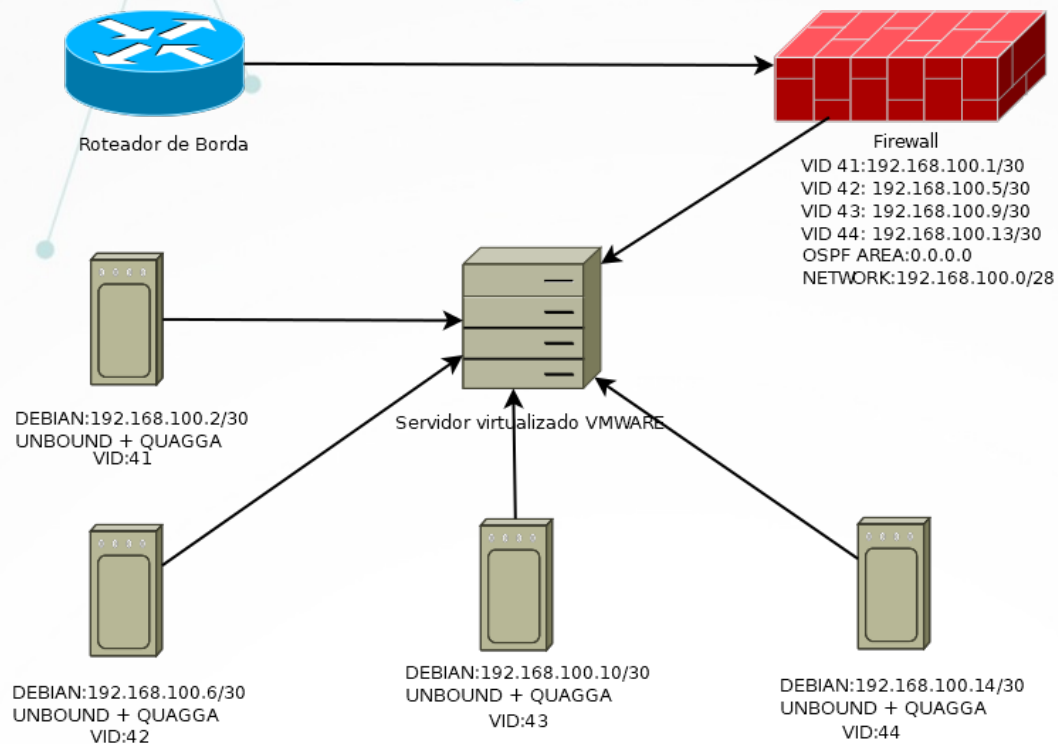 Roteador de Borda
Firewall
VID 41:192.168.100.1/30
VID 42: 192.168.100.5/30
VID 43: 192.168.100.9/30
VID 44: 192.168.100.13/30
OSPF AREA:0.0.0.0
NETWORK:192.168.100.0/28
Servidor virtualizado VMWARE
DEBIAN:192.168.100.2/30
UNBOUND + QUAGGA
VID:41
DEBIAN:192.168.100.6/30
UNBOUND + QUAGGA
VID:42
DEBIAN:192.168.100.10/30
UNBOUND + QUAGGA
VID:43
DEBIAN:192.168.100.14/30
UNBOUND + QUAGGA
VID:44